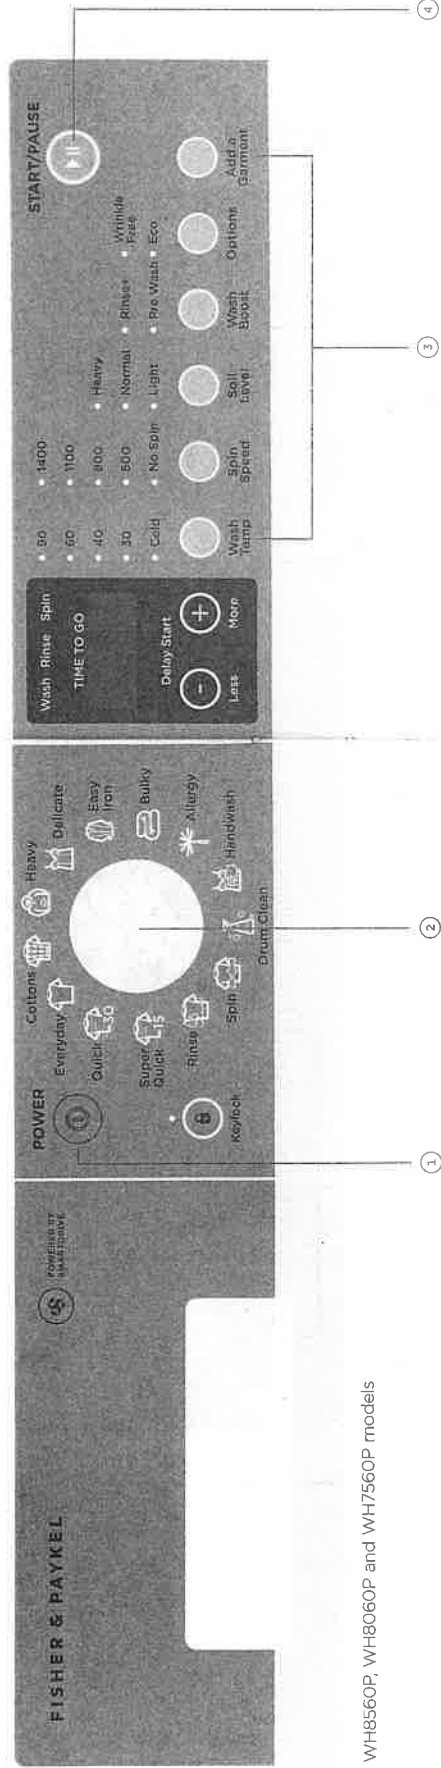 FISHER & PAYKEL
POWERED BY
SMARTDRIVE
POWER
Keylock
Cottons
Heavy
Everyday
Delicate
Quick
30
Easy
Iron
Super
Quick
15
Bulky
Rinse
Allergy
Spin
Handwash
Drum Clean
Wash Rinse Spin
TIME TO GO
Delay Start
- +
Less More
START/PAUSE
90 1400
60 1100
40 800 Heavy
30 500 Normal Rinse+ Wrinkle
Free
Cold No Spin Light Pre Wash Eco
Wash
Temp
Spin
Speed
Soil
Level
Wash
Boost
Options
Add a
Garment
1
2
3
4
WH8560P, WH8060P and WH7560P models